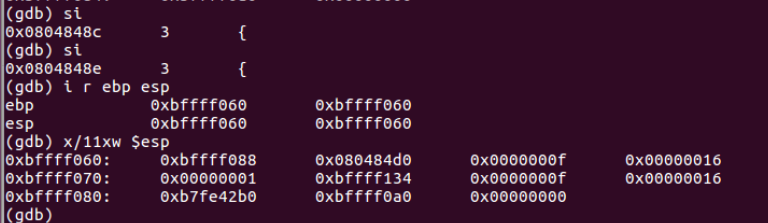 (gdb) si
0x0804848c 3 {
(gdb) si
0x0804848e 3 {
(gdb) i r ebp esp
ebp 0xbffff060 0xbffff060
esp 0xbffff060 0xbffff060
(gdb) x/11xw $esp
0xbffff060: 0xbffff088 0x080484d0 0x0000000f 0x00000016
0xbffff070: 0x00000001 0xbffff134 0x0000000f 0x00000016
0xbffff080: 0xb7fe42b0 0xbffff0a0 0x00000000
(gdb)